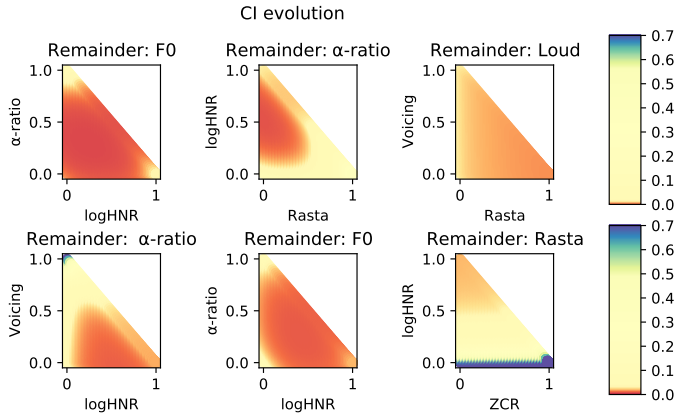 CI evolution
Remainder: F0
Remainder: α-ratio
Remainder: Loud
α-ratio
1.0
0.5
0.0
0
1
logHNR
logHNR
1.0
0.5
0.0
0
1
Rasta
Voicing
1.0
0.5
0.0
0
1
Rasta
0.7
0.6
0.5
0.4
0.3
0.2
0.1
0.0
Remainder: α-ratio
Remainder: F0
Remainder: Rasta
Voicing
1.0
0.5
0.0
0
1
logHNR
α-ratio
1.0
0.5
0.0
0
1
logHNR
logHNR
1.0
0.5
0.0
0
1
ZCR
0.7
0.6
0.5
0.4
0.3
0.2
0.1
0.0